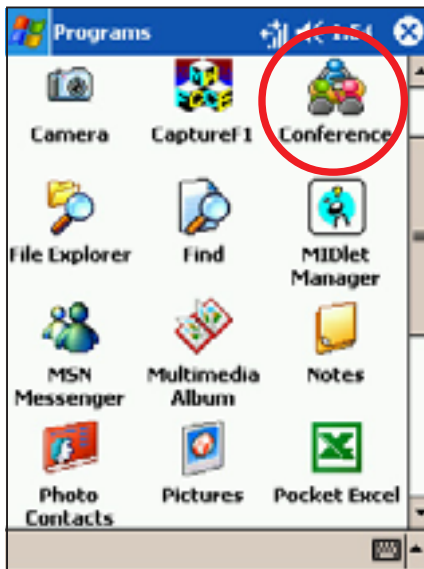 Programs
Camera CaptureF1 Conference
File Explorer Find MIDlet
Manager
MSN
Messenger
Multimedia
Album
Notes
Photo
Contacts
Pictures Pocket Excel